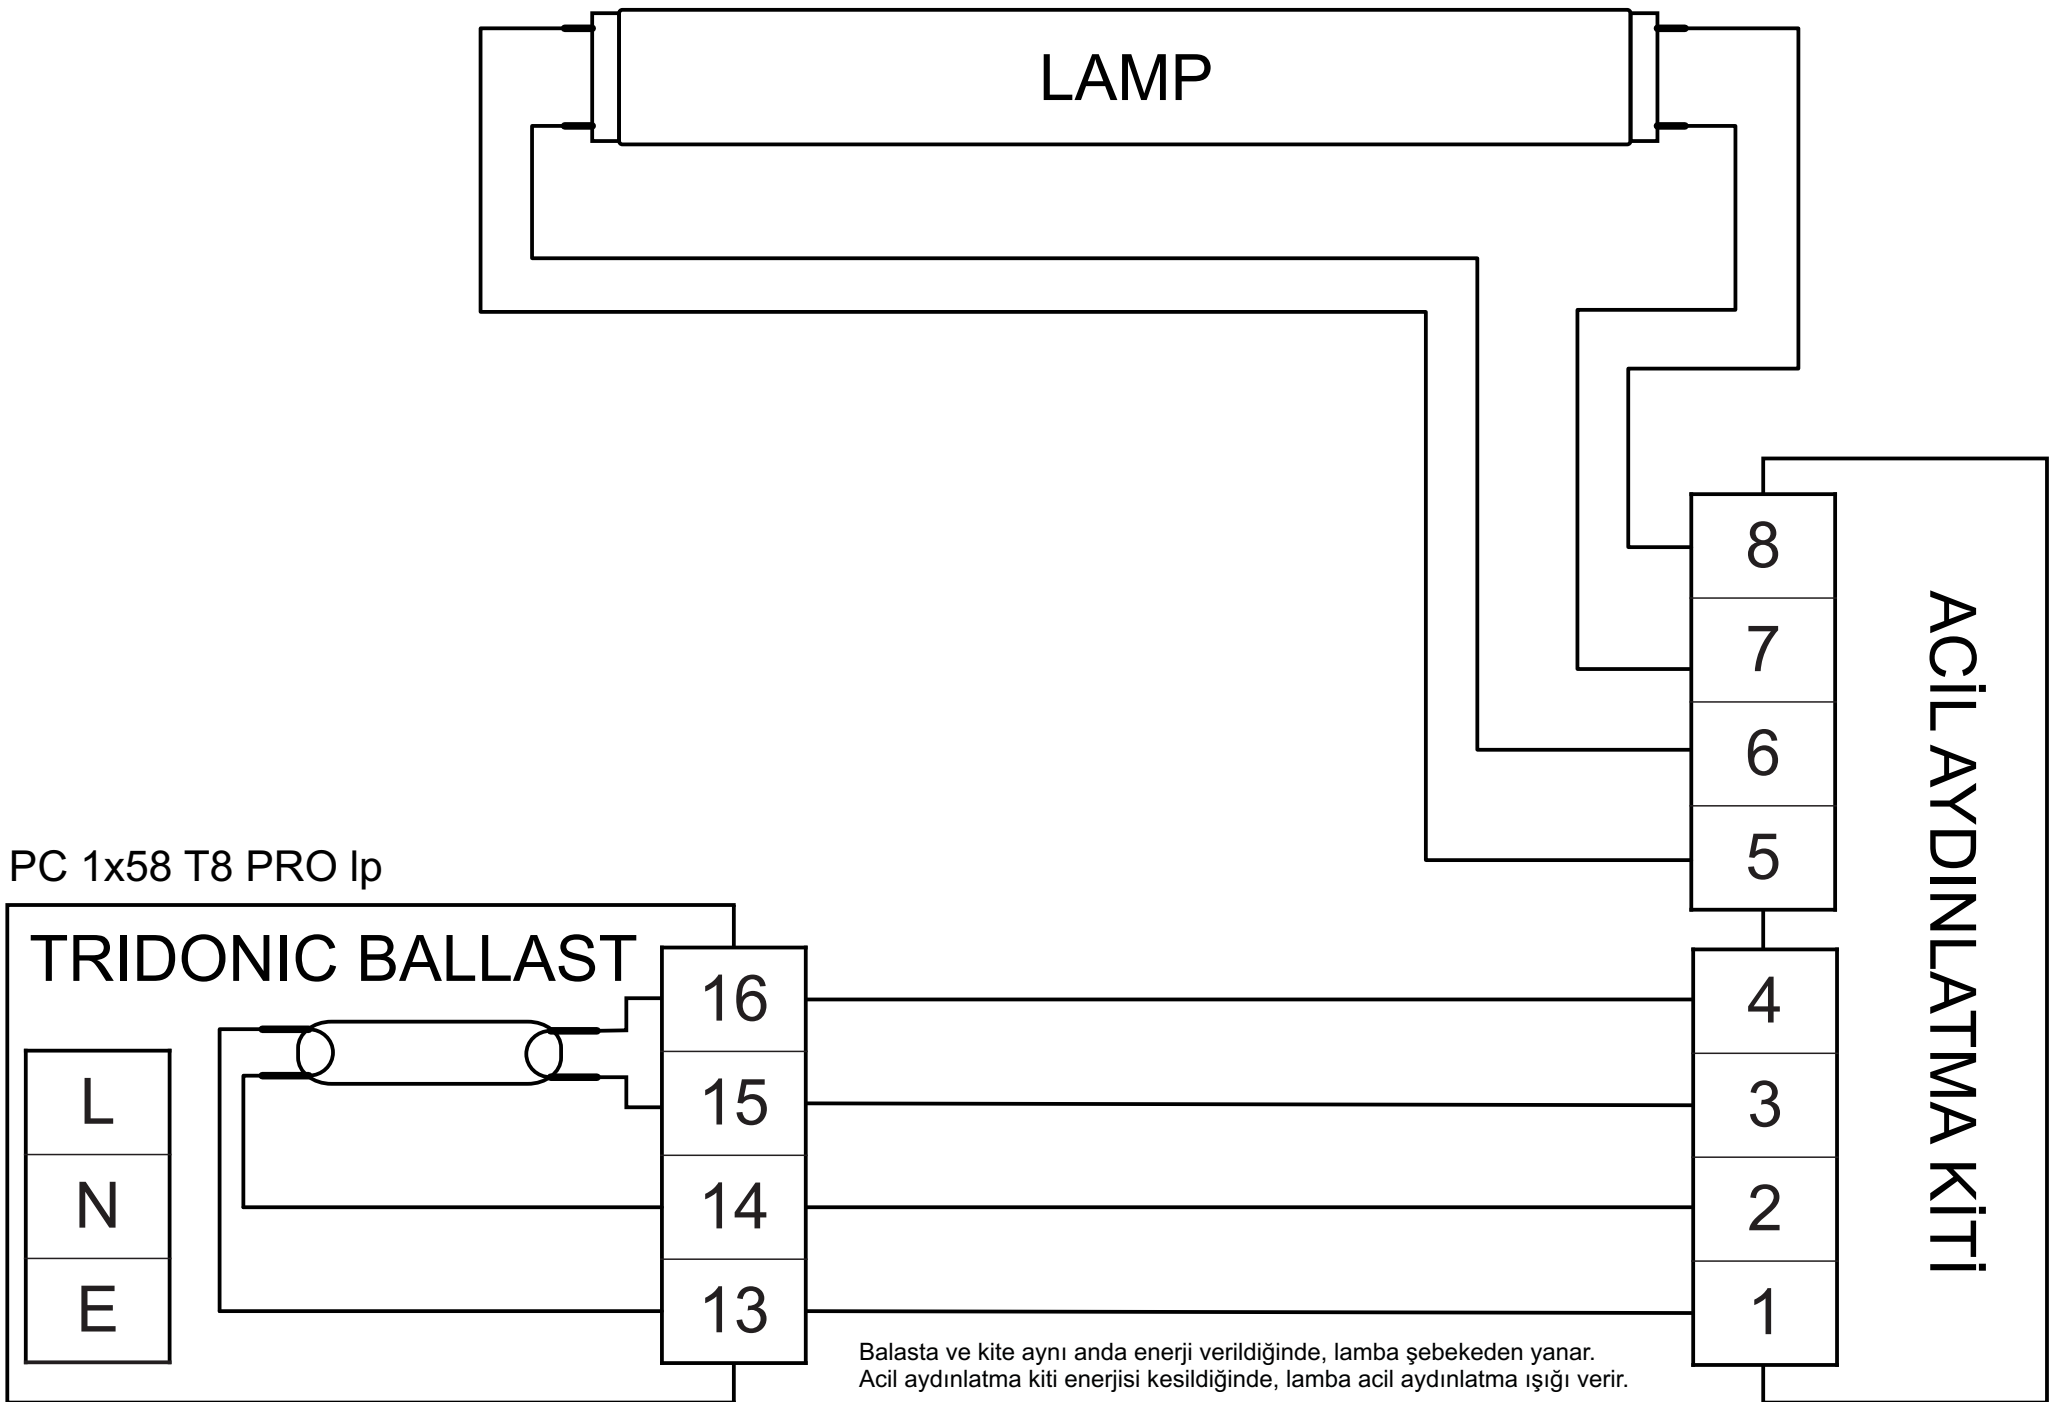 LAMP
8
7
6
5
ACİL AYDINLATMA KİTİ
PC 1x58 T8 PRO lp
TRIDONIC BALLAST
L
N
E
16
15
14
13
4
3
2
1
Balasta ve kite aynı anda enerji verildiğinde, lamba şebekeden yanar.
Acil aydınlatma kiti enerjisi kesildiğinde, lamba acil aydınlatma ışığı verir.